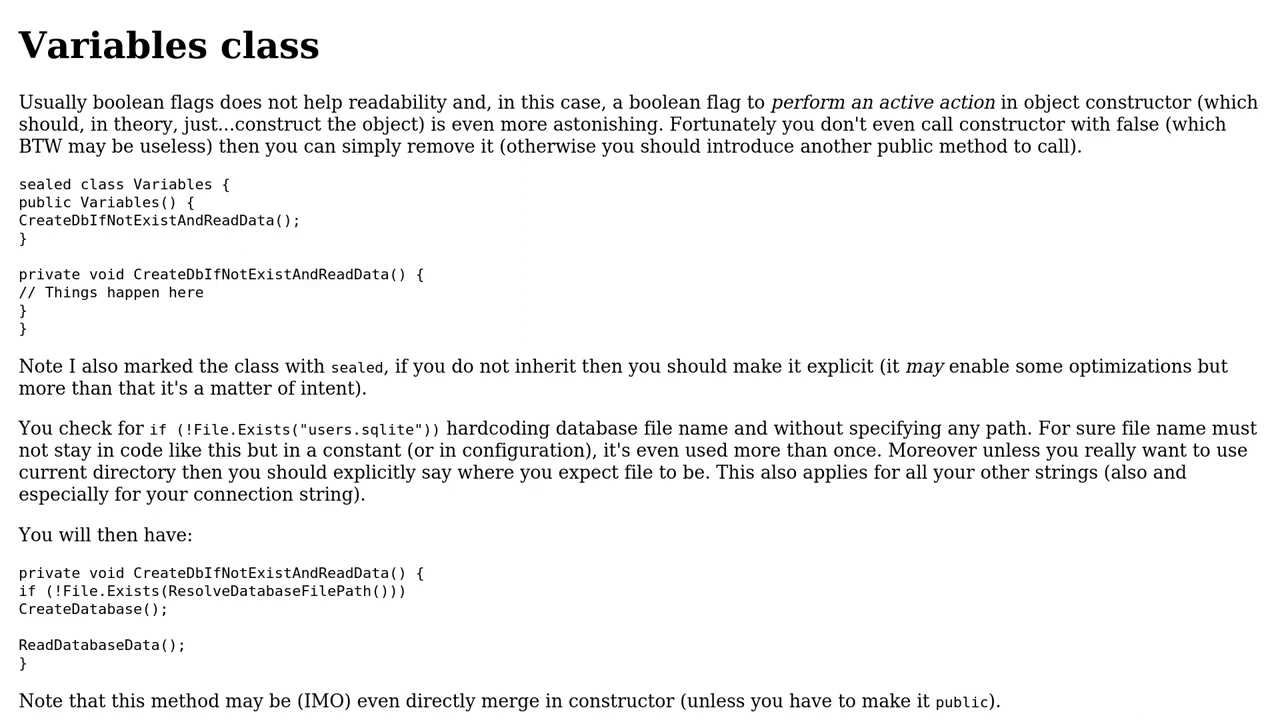 Variables class
Usually boolean flags does not help readability and, in this case, a boolean flag to perform an active action in object constructor (which
should, in theory, just...construct the object) is even more astonishing. Fortunately you don't even call constructor with false (which
BTW may be useless) then you can simply remove it (otherwise you should introduce another public method to call).
sealed class Variables {
public Variables() {
CreateDbIfNotExistAndReadData();
}
private void CreateDbIfNotExistAndReadData() {
// Things happen here
}
}
Note I also marked the class with sealed, if you do not inherit then you should make it explicit (it may enable some optimizations but
more than that it's a matter of intent).
You check for if (!File.Exists("users.sqlite")) hardcoding database file name and without specifying any path. For sure file name must
not stay in code like this but in a constant (or in configuration), it's even used more than once. Moreover unless you really want to use
current directory then you should explicitly say where you expect file to be. This also applies for all your other strings (also and
especially for your connection string).
You will then have:
private void CreateDbIfNotExistAndReadData() {
if (!File.Exists(ResolveDatabaseFilePath()))
CreateDatabase();
ReadDatabaseData();
}
Note that this method may be (IMO) even directly merge in constructor (unless you have to make it public).